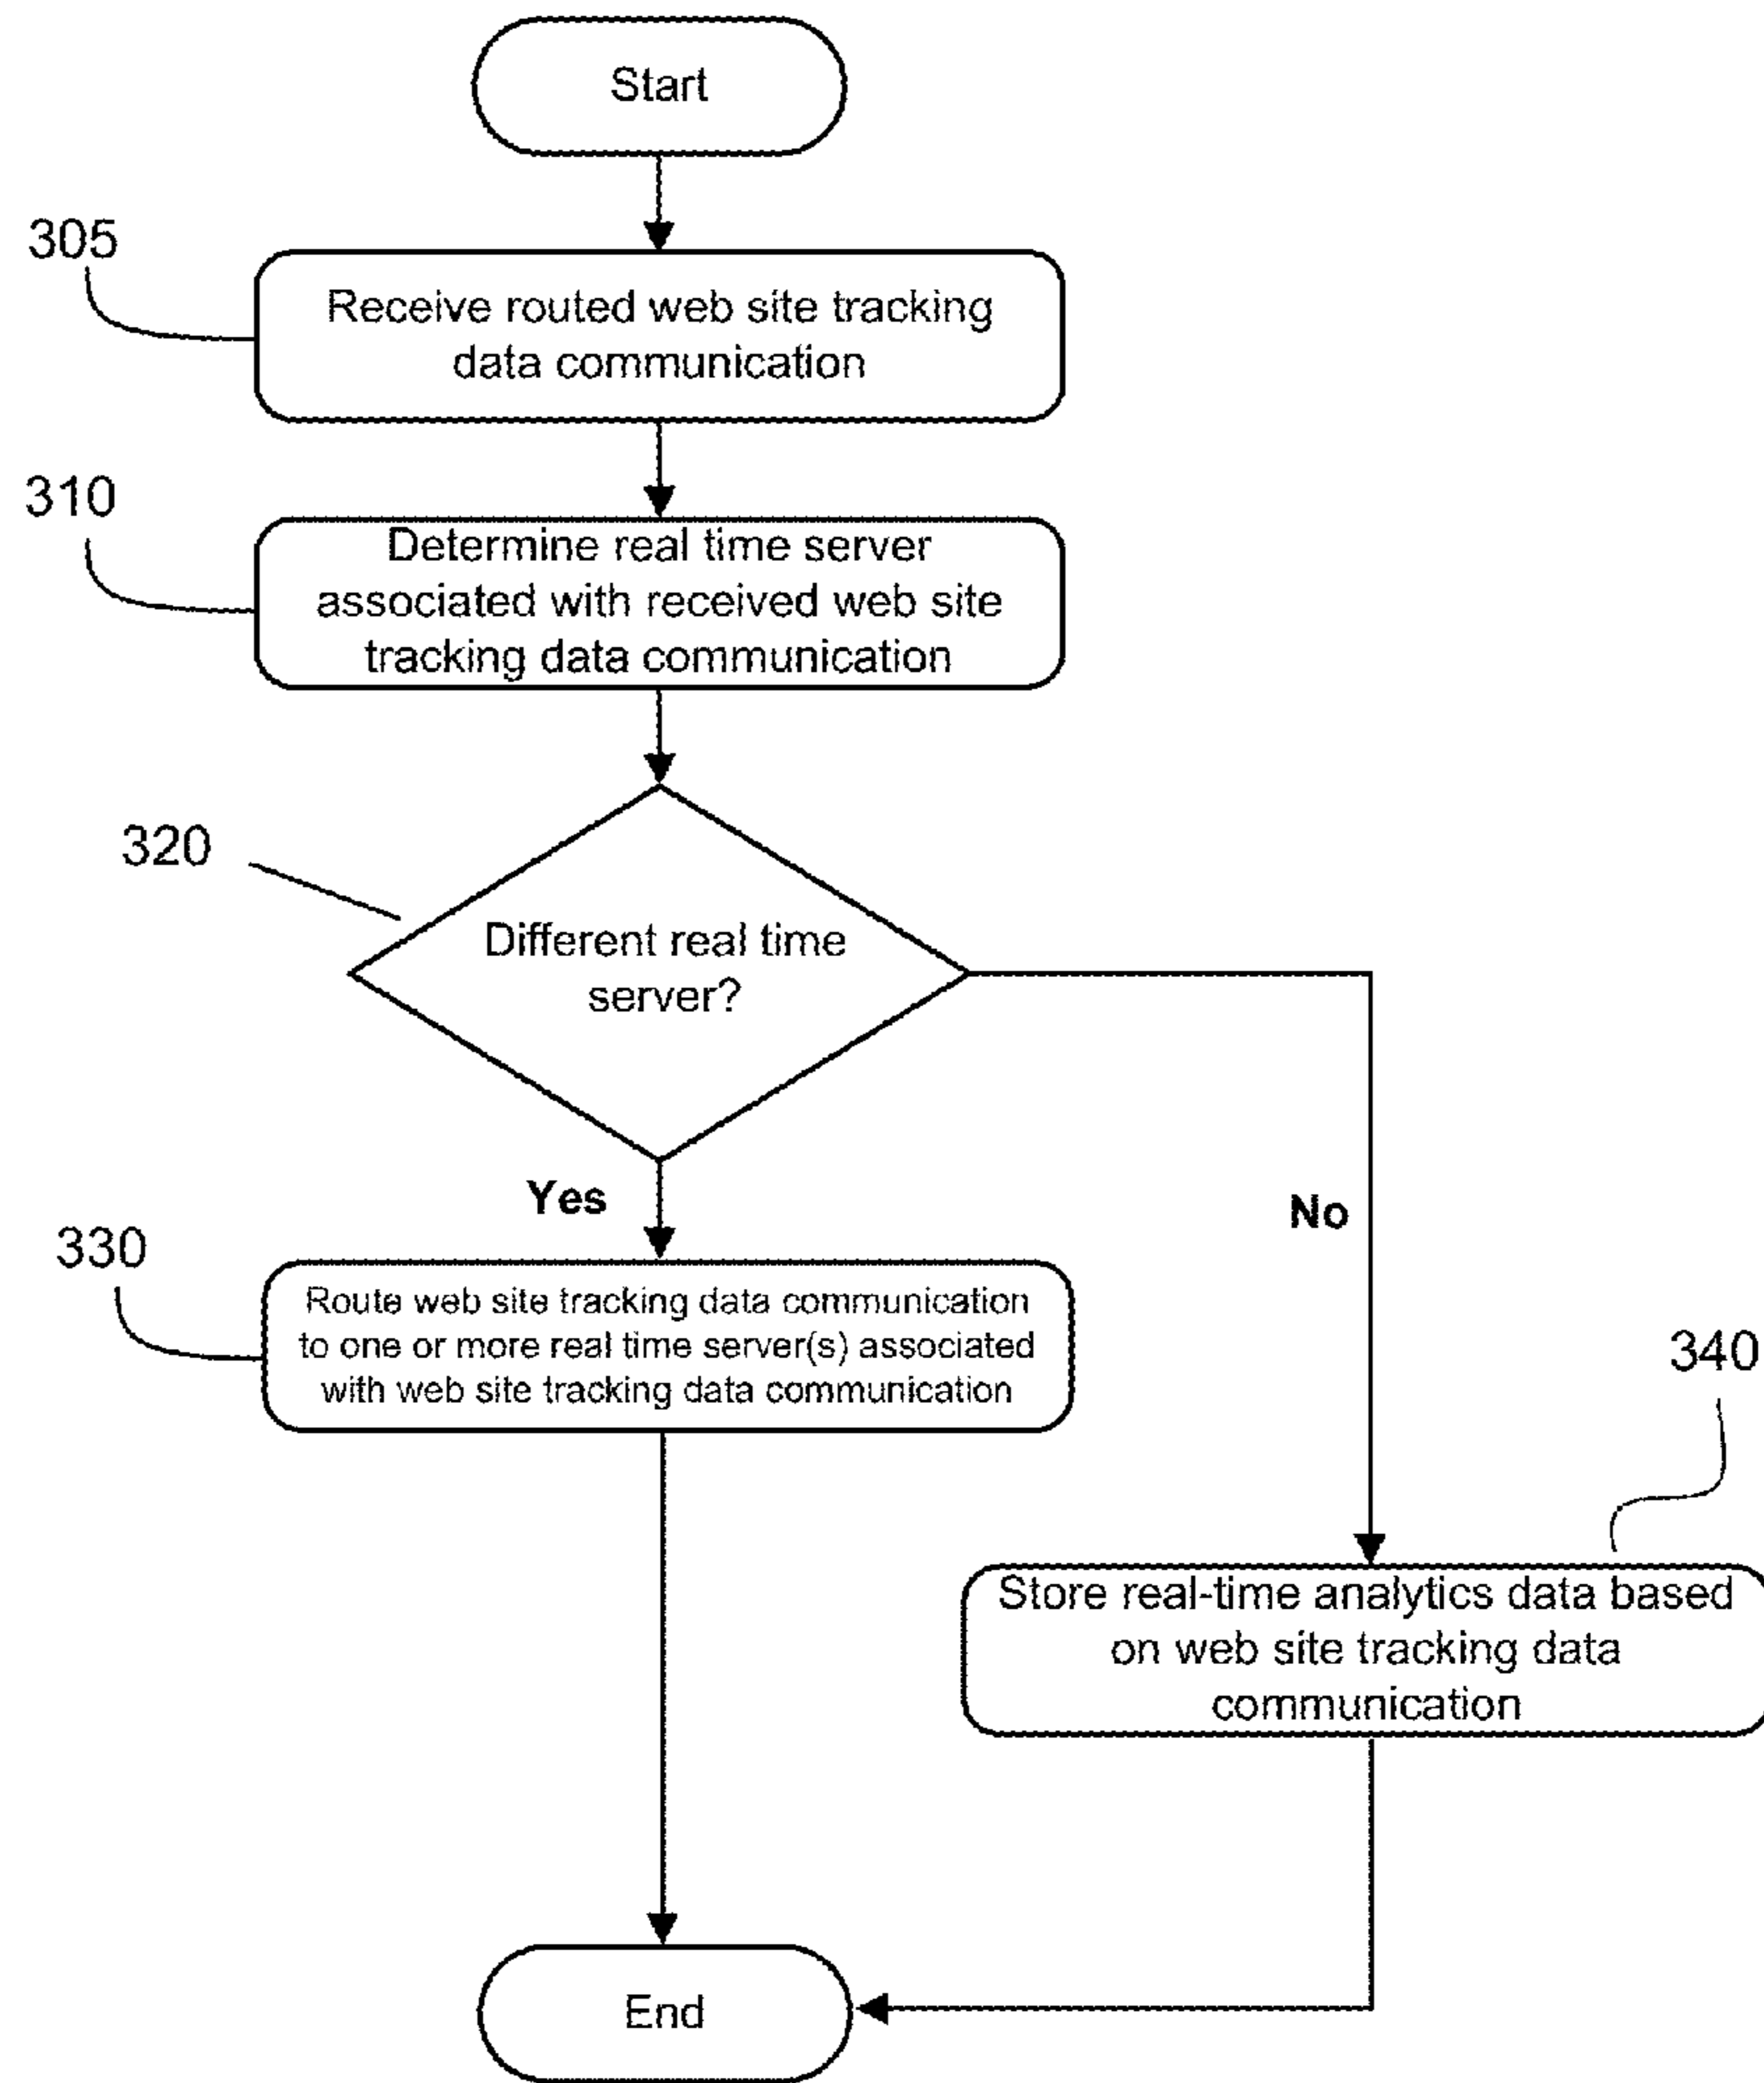 Start
305
Receive routed web site tracking
data communication
310
Determine real time server
associated with received web site
tracking data communication
320
Different real time
server?
Yes
No
330
Route web site tracking data communication
to one or more real time server(s) associated
with web site tracking data communication
340
Store real-time analytics data based
on web site tracking data
communication
End